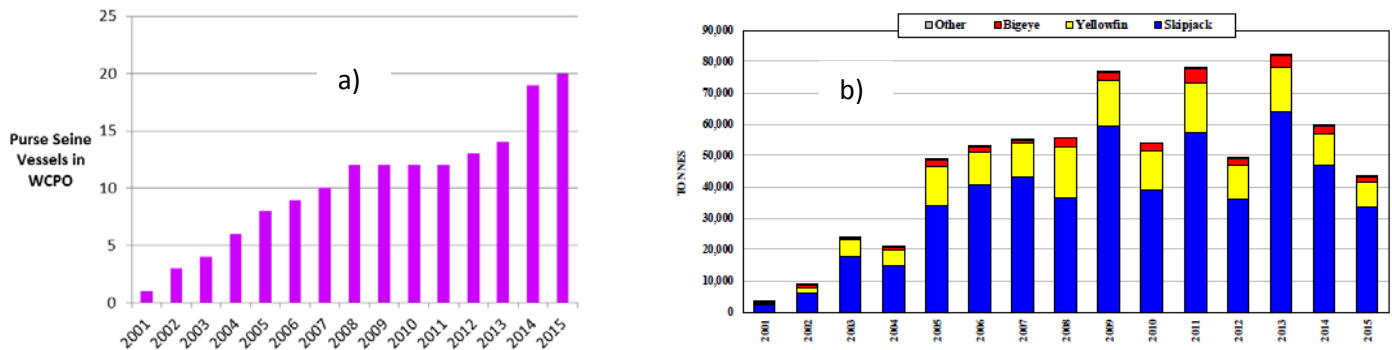 25
20
15
10
5
0
Purse Seine
Vessels in
WCPO
a)
2001 2002 2003 2004 2005 2006 2007 2008 2009 2010 2011 2012 2013 2014 2015
Other Bigeye Yellowfin Skipjack
90,000
80,000
70,000
60,000
50,000
40,000
30,000
20,000
10,000
0
TONNES
b)
2001 2002 2003 2004 2005 2006 2007 2008 2009 2010 2011 2012 2013 2014 2015